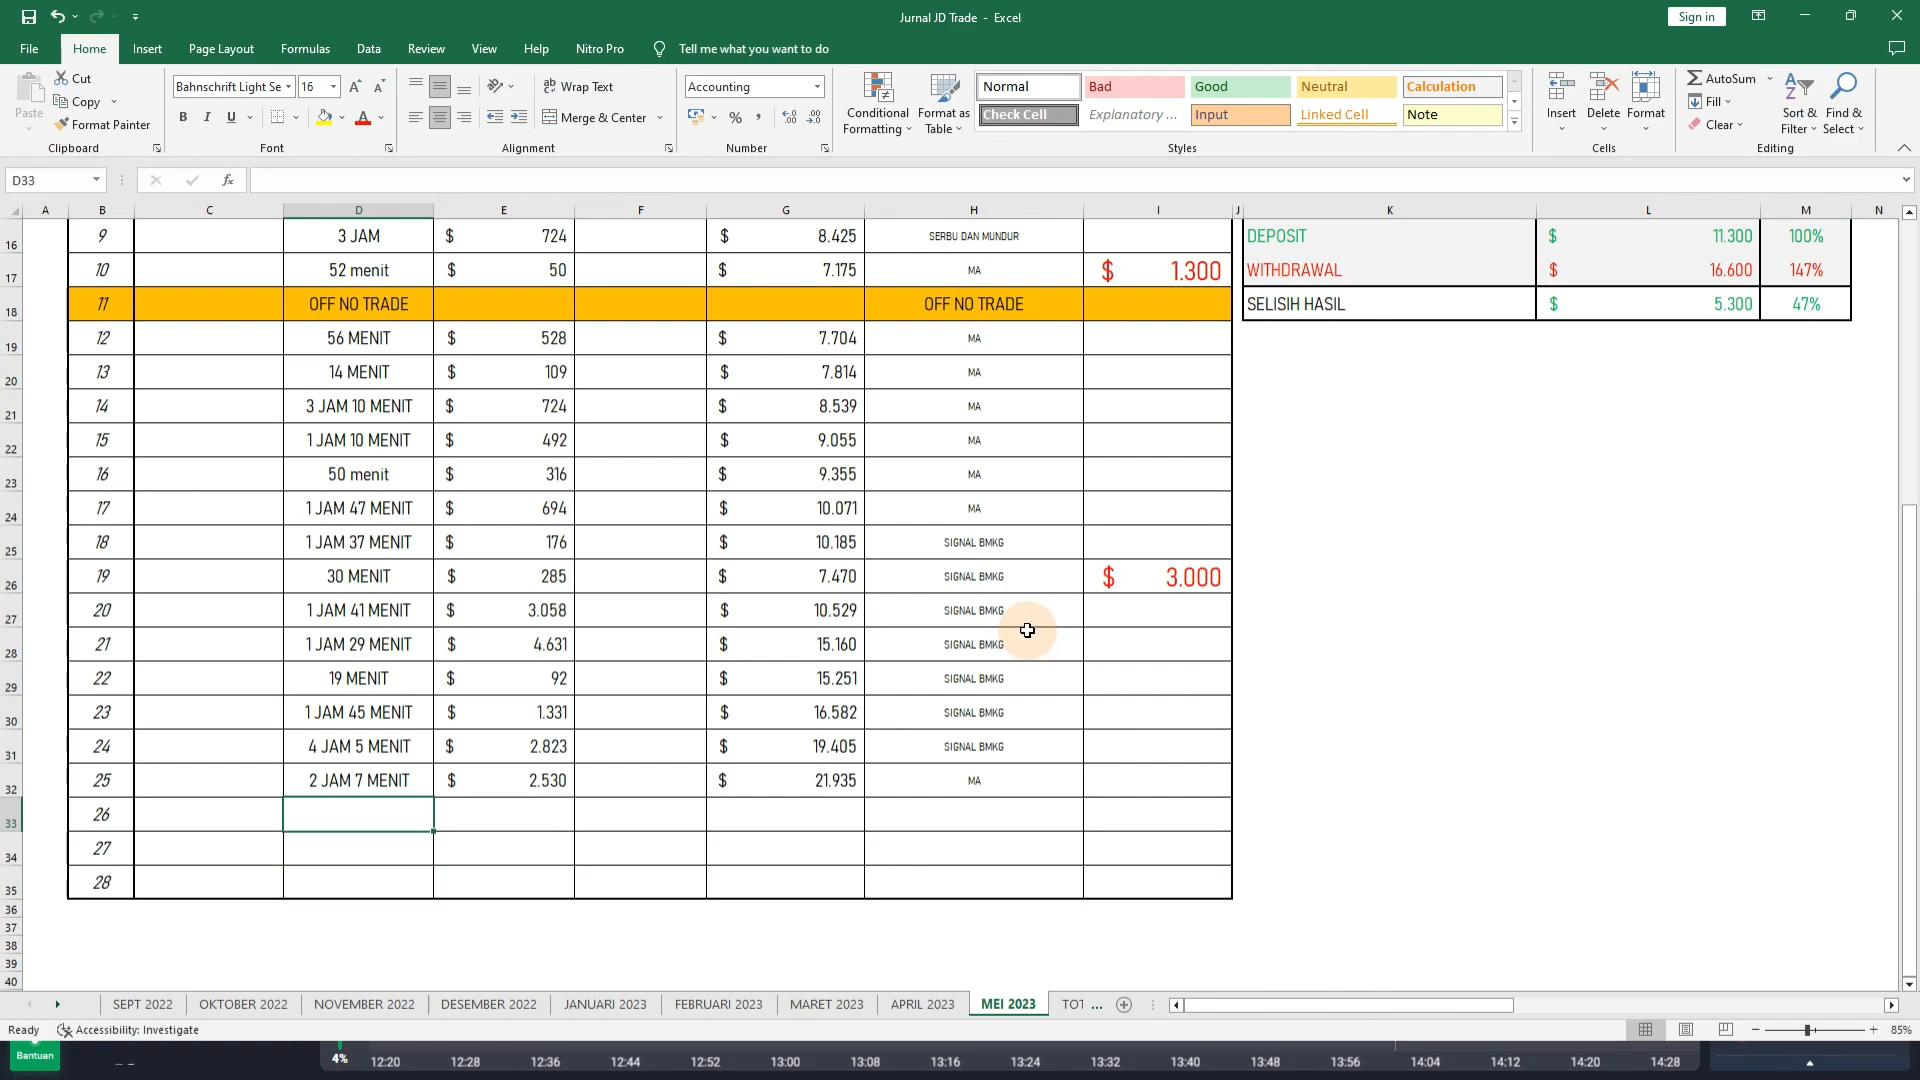 Jurnal JD Trade - Excel
Sign in
File Home Insert Page Layout Formulas Data Review View Help Nitro Pro Tell me what you want to do
Paste
Cut
Copy
Format Painter
Clipboard
Bahnschrift Light Se 16
B I U
Font
Wrap Text
Merge & Center
Alignment
Accounting
Number
Conditional Formatting
Format as Table
Normal Bad Good Neutral Calculation
Check Cell Explanatory ... Input Linked Cell Note
Styles
Insert Delete Format
Cells
AutoSum
Fill
Clear
Sort & Filter
Find & Select
Editing
D33
A B C D E F G H I J K L M N
16 9 3 JAM $ 724 $ 8.425 SERBU DAN MUNDUR DEPOSIT $ 11.300 100%
17 10 52 menit $ 50 $ 7.175 MA $ 1.300 WITHDRAWAL $ 16.600 147%
18 11 OFF NO TRADE OFF NO TRADE SELISIH HASIL $ 5.300 47%
19 12 56 MENIT $ 528 $ 7.704 MA
20 13 14 MENIT $ 109 $ 7.814 MA
21 14 3 JAM 10 MENIT $ 724 $ 8.539 MA
22 15 1 JAM 10 MENIT $ 492 $ 9.055 MA
23 16 50 menit $ 316 $ 9.355 MA
24 17 1 JAM 47 MENIT $ 694 $ 10.071 MA
25 18 1 JAM 37 MENIT $ 176 $ 10.185 SIGNAL BMKG
26 19 30 MENIT $ 285 $ 7.470 SIGNAL BMKG $ 3.000
27 20 1 JAM 41 MENIT $ 3.058 $ 10.529 SIGNAL BMKG
28 21 1 JAM 29 MENIT $ 4.631 $ 15.160 SIGNAL BMKG
29 22 19 MENIT $ 92 $ 15.251 SIGNAL BMKG
30 23 1 JAM 45 MENIT $ 1.331 $ 16.582 SIGNAL BMKG
31 24 4 JAM 5 MENIT $ 2.823 $ 19.405 SIGNAL BMKG
32 25 2 JAM 7 MENIT $ 2.530 $ 21.935 MA
33 26
34 27
35 28
36
37
38
39
40
SEPT 2022 OKTOBER 2022 NOVEMBER 2022 DESEMBER 2022 JANUARI 2023 FEBRUARI 2023 MARET 2023 APRIL 2023 MEI 2023 TOT ...
Ready Accessibility: Investigate 85%
Bantuan 4% 12:20 12:28 12:36 12:44 12:52 13:00 13:08 13:16 13:24 13:32 13:40 13:48 13:56 14:04 14:12 14:20 14:28